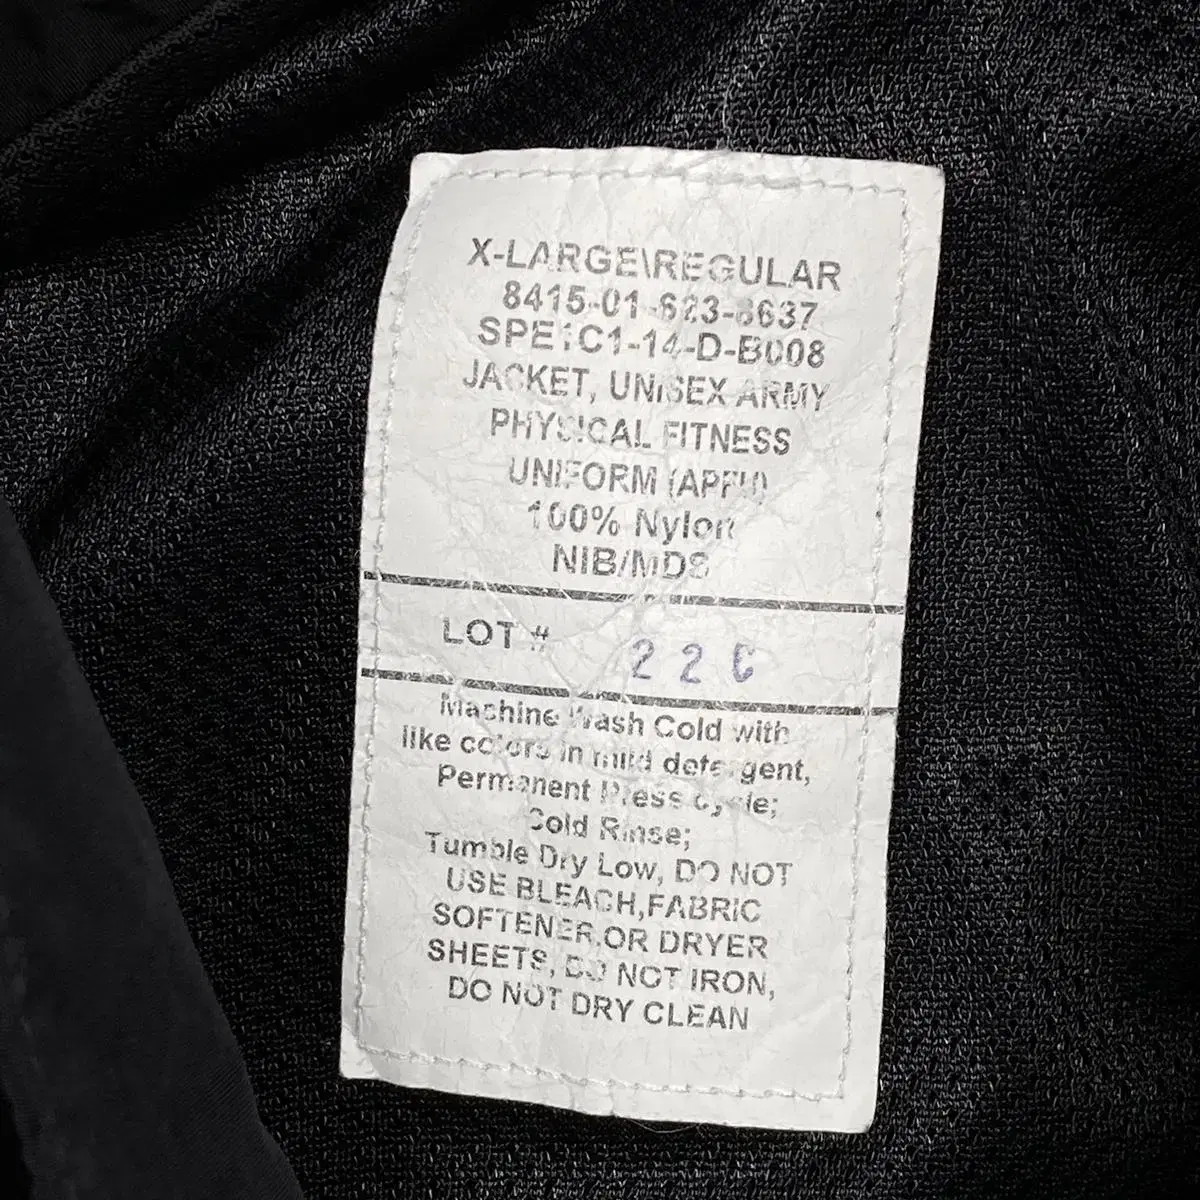 X-LARGE\REGULAR
8415-01-623-8637
SPE1C1-14-D-B008
JACKET, UNISEX ARMY
PHYSICAL FITNESS
UNIFORM (APFU)
100% Nylon
NIB/MDS
LOT # 
Machine Wash Cold with
like colors in mild detergent,
Permanent Press Cycle;
Cold Rinse;
Tumble Dry Low, DO NOT
USE BLEACH,FABRIC
SOFTENER,OR DRYER
SHEETS, DO NOT IRON,
DO NOT DRY CLEAN